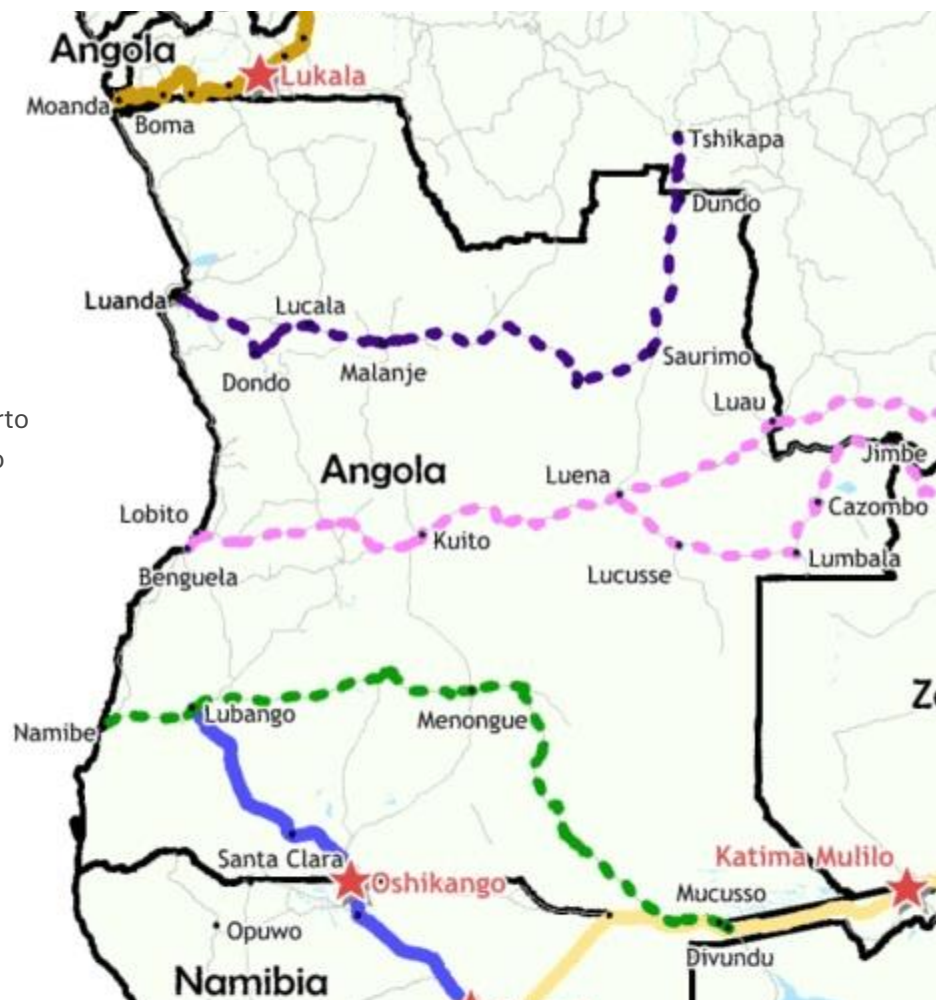 Angola
Lukala
Moanda
Boma
Tshikapa
Dundo
Luanda
Lucala
Dondo
Malanje
Saurimo
Luau
rto
o
Angola
Luena
Jimbe
Lobito
Kuito
Cazombo
Benguela
Lucusse
Lumbala
Namibe
Lubango
Menongue
Z
Santa Clara
Oshikango
Katima Mulilo
Mucusso
Opuwo
Divundu
Namibia